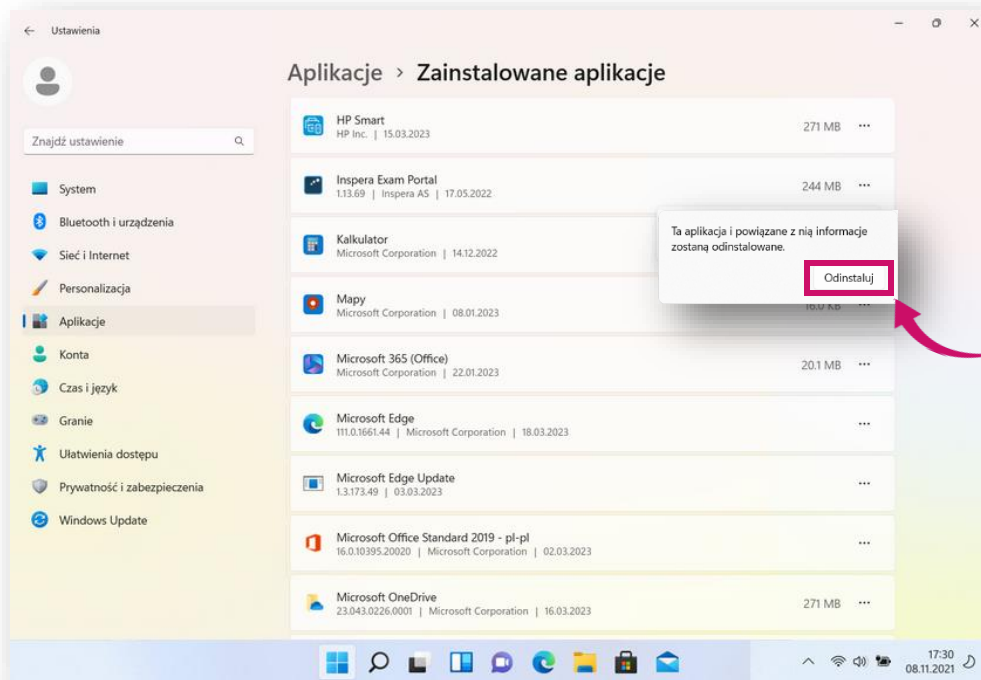 Ustawienia
Aplikacje > Zainstalowane aplikacje
Znajdź ustawienie
System
Bluetooth i urządzenia
Sieć i Internet
Personalizacja
Aplikacje
Konta
Czas i język
Granie
Ułatwienia dostępu
Prywatność i zabezpieczenia
Windows Update
HP Smart
HP Inc. | 15.03.2023
271 MB
Inspera Exam Portal
1.13.69 | Inspera AS | 17.05.2022
244 MB
Kalkulator
Microsoft Corporation | 14.12.2022
Ta aplikacja i powiązane z nią informacje
zostaną odinstalowane.
Odinstaluj
Mapy
Microsoft Corporation | 08.01.2023
16.0 KB
Microsoft 365 (Office)
Microsoft Corporation | 22.01.2023
20.1 MB
Microsoft Edge
111.0.1661.44 | Microsoft Corporation | 18.03.2023
Microsoft Edge Update
1.3.173.49 | 03.03.2023
Microsoft Office Standard 2019 - pl-pl
16.0.10395.20020 | Microsoft Corporation | 02.03.2023
Microsoft OneDrive
23.043.0226.0001 | Microsoft Corporation | 16.03.2023
271 MB
17:30
08.11.2021